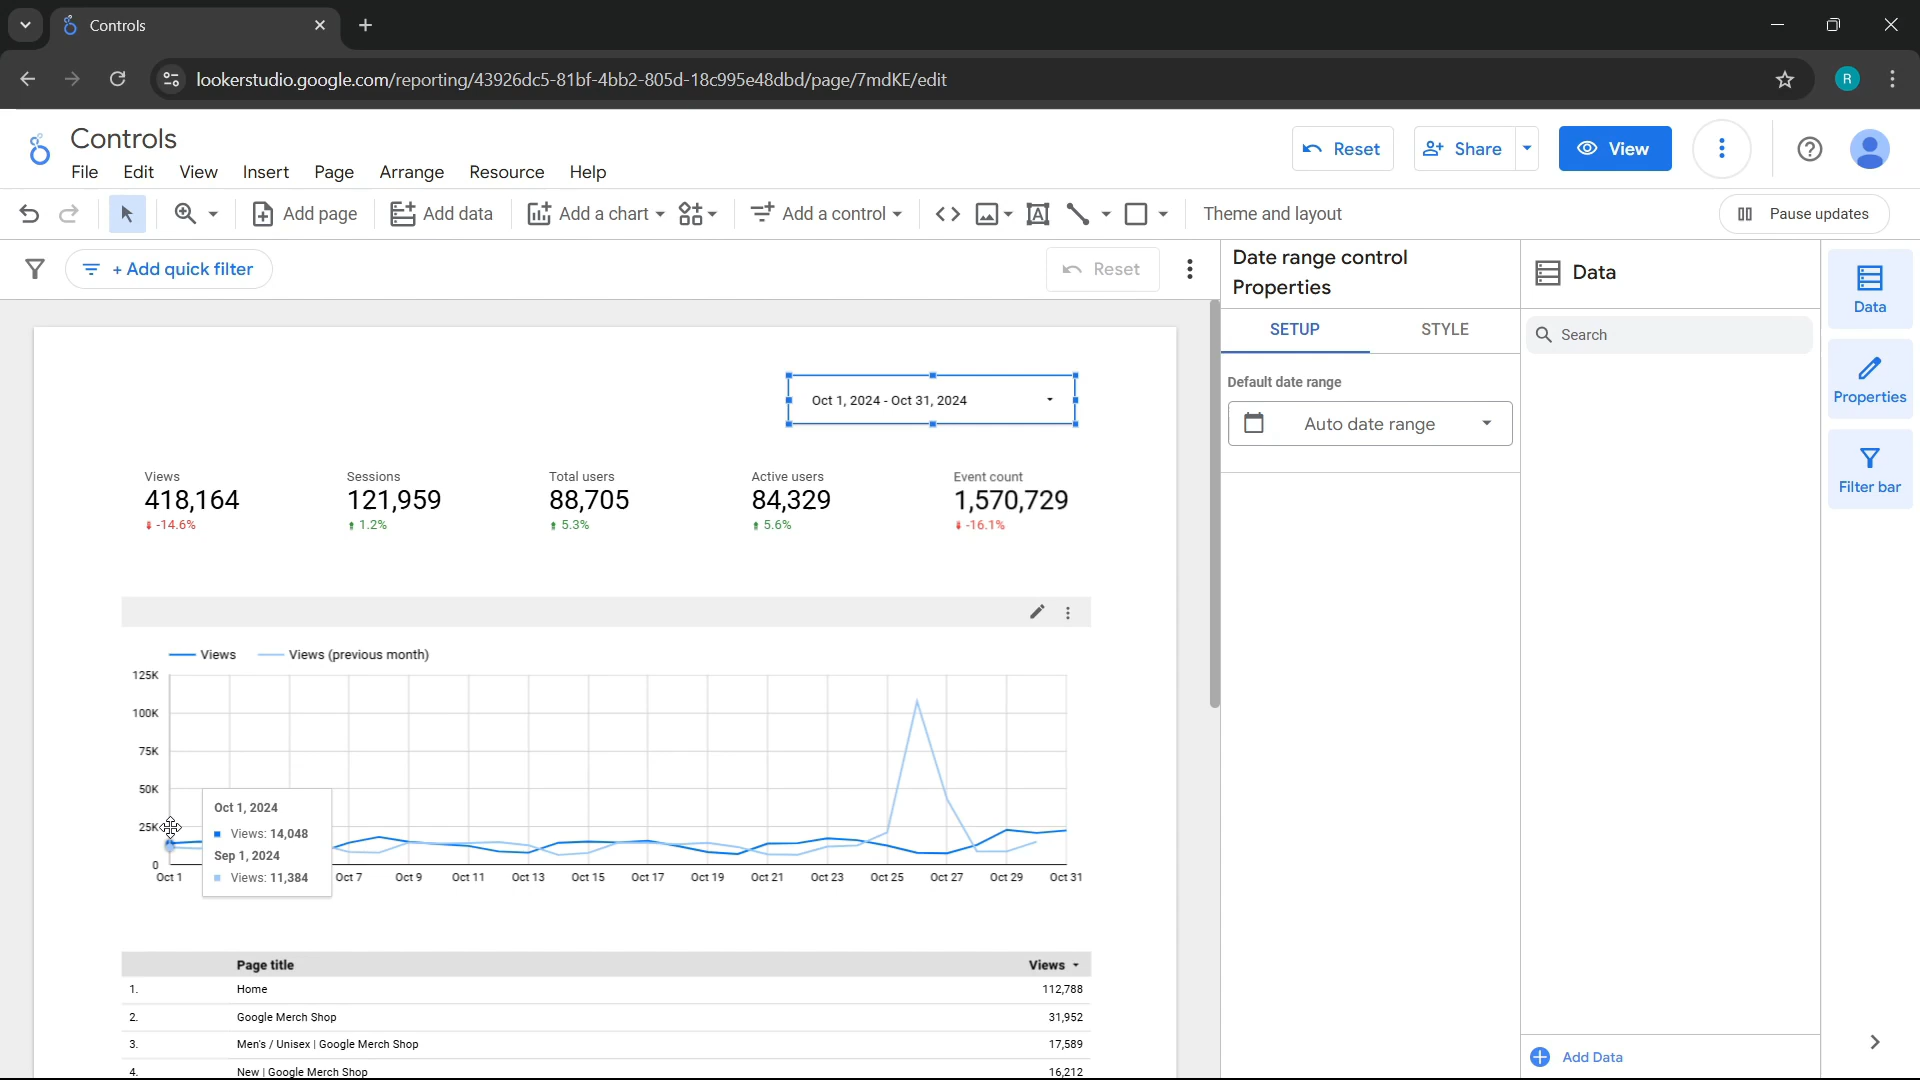 Controls
lookerstudio.google.com/reporting/43926dc5-81bf-4bb2-805d-18c995e48dbd/page/7mdKE/edit
R
Controls
File Edit View Insert Page Arrange Resource Help
Reset Share View
Add page Add data Add a chart Add a control Theme and layout Pause updates
+ Add quick filter Reset
Date range control
Properties
SETUP STYLE
Default date range
Auto date range
Data
Search
Add Data
Data
Properties
Filter bar
Oct 1, 2024 - Oct 31, 2024
Views Sessions Total users Active users Event count
418,164 121,959 88,705 84,329 1,570,729
-14.6% 1.2% 5.3% 5.6% -16.1%
Views Views (previous month)
125K
100K
75K
50K
25K
0
Oct 1 Oct 7 Oct 9 Oct 11 Oct 13 Oct 15 Oct 17 Oct 19 Oct 21 Oct 23 Oct 25 Oct 27 Oct 29 Oct 31
Oct 1, 2024
Views: 14,048
Sep 1, 2024
Views: 11,384
Page title Views
1. Home 112,788
2. Google Merch Shop 31,952
3. Men's / Unisex | Google Merch Shop 17,589
4. New | Google Merch Shop 16,212